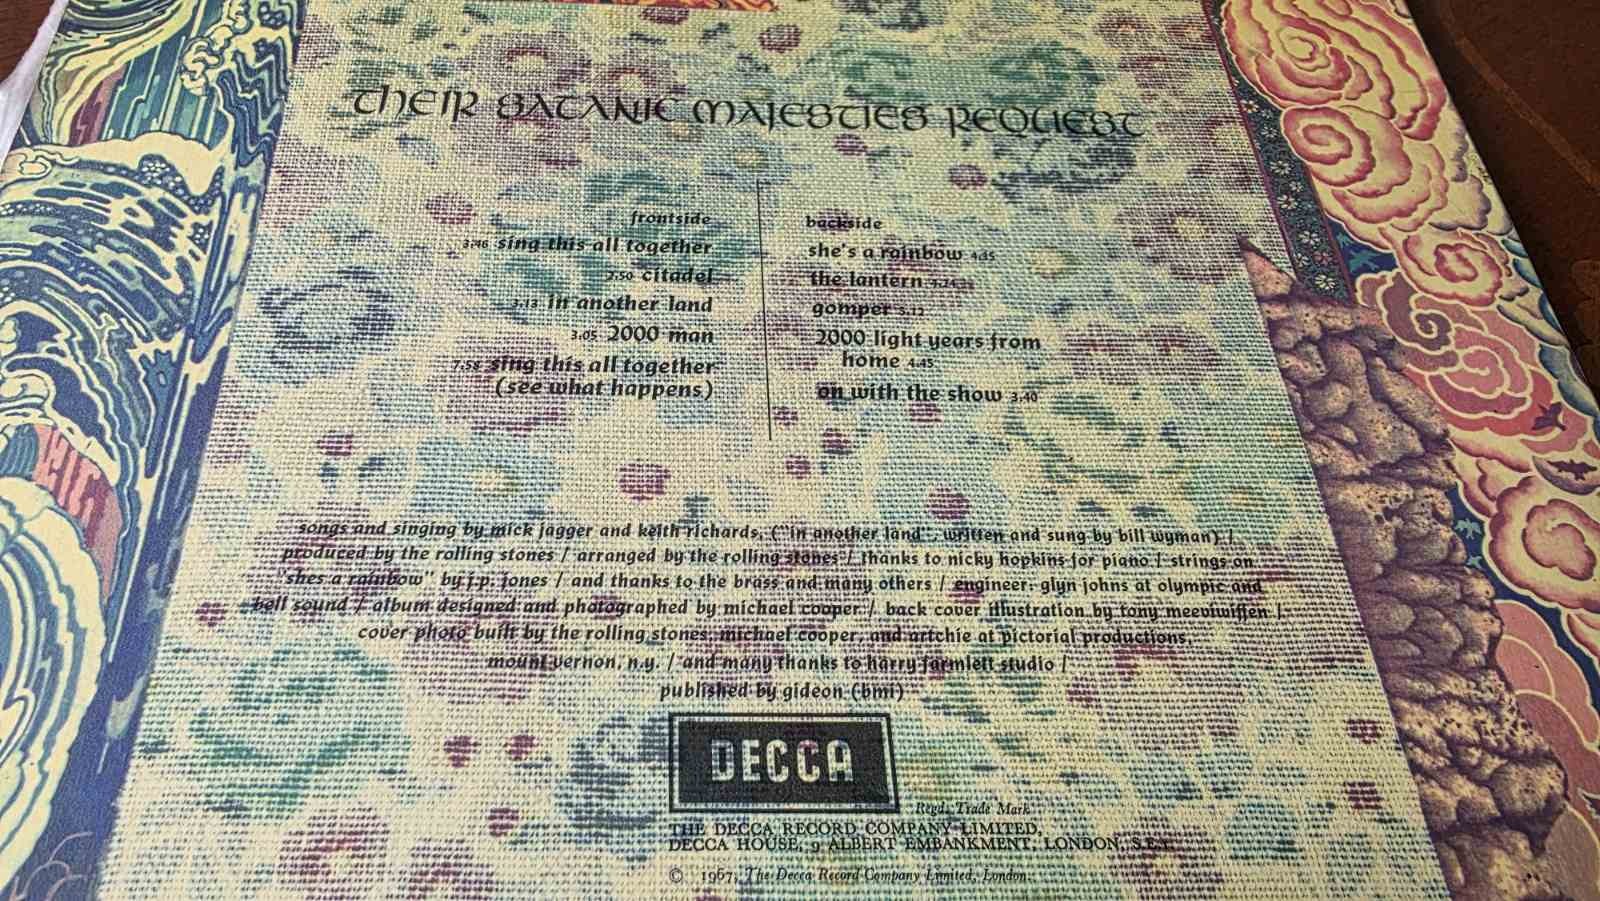 their satanic majesties request
frontside
3.46 sing this all together
2.50 citadel
3.13 in another land
3.05 2000 man
7.58 sing this all together
(see what happens)
backside
she's a rainbow 4.35
the lantern
gomper 5.12
2000 light years from
home 4.45
on with the show 3.40
songs and singing by mick jagger and keith richards, ("in another land", written and sung by bill wyman) /
produced by the rolling stones / arranged by the rolling stones / thanks to nicky hopkins for piano / strings on
"shes a rainbow" by j.p. jones / and thanks to the brass and many others / engineer: glyn johns at olympic and
bell sound / album designed and photographed by michael cooper / back cover illustration by tony meeviwiffen /
cover photo built by the rolling stones, michael cooper, and artchie at pictorial productions,
mount vernon, n.y. / and many thanks to harry farmlett studio /
published by gideon (bmi)
DECCA
Regd. Trade Mark
THE DECCA RECORD COMPANY LIMITED,
DECCA HOUSE, 9 ALBERT EMBANKMENT, LONDON, S.E.1.
© 1967, The Decca Record Company Limited, London.